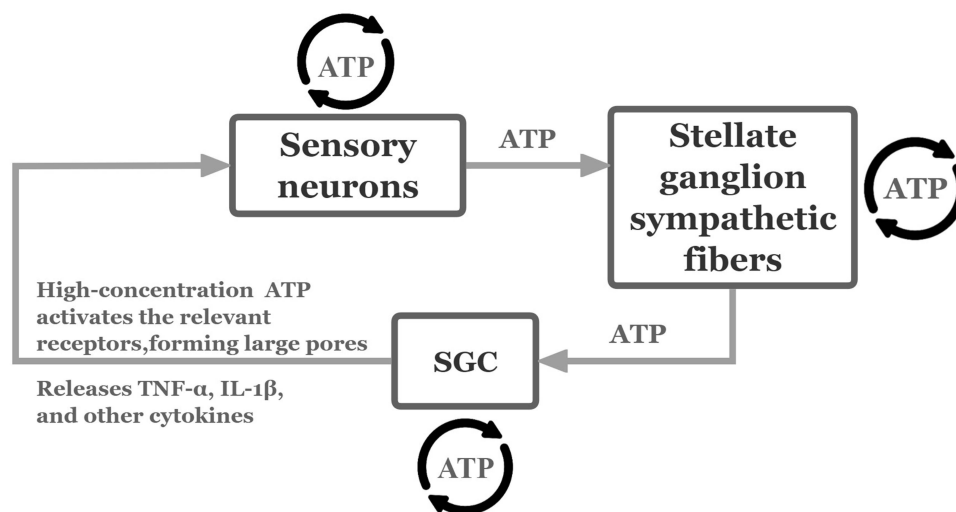 ATP
Sensory
neurons
ATP
Stellate
ganglion
sympathetic
fibers
ATP
High-concentration ATP
activates the relevant
receptors,forming large pores
Releases TNF-α, IL-1β,
and other cytokines
SGC
ATP
ATP